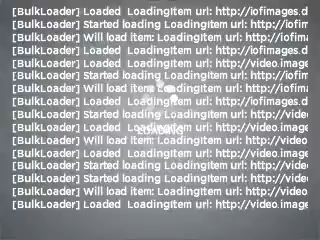 [BulkLoader] Loaded LoadingItem url: http://iofimages.d
[BulkLoader] Started loading LoadingItem url: http://iofim
[BulkLoader] Will load item: LoadingItem url: http://iofima
[BulkLoader] Loaded LoadingItem url: http://iofimages.d
[BulkLoader] Loaded LoadingItem url: http://video.image
[BulkLoader] Started loading LoadingItem url: http://iofim
[BulkLoader] Will load item: LoadingItem url: http://iofima
[BulkLoader] Loaded LoadingItem url: http://iofimages.d
[BulkLoader] Started loading LoadingItem url: http://vide
[BulkLoader] Loaded LoadingItem url: http://video.image
LOADING
[BulkLoader] Will load item: LoadingItem url: http://video
[BulkLoader] Loaded LoadingItem url: http://video.image
[BulkLoader] Started loading LoadingItem url: http://video
[BulkLoader] Started loading LoadingItem url: http://video
[BulkLoader] Will load item: LoadingItem url: http://video
[BulkLoader] Loaded LoadingItem url: http://video.image